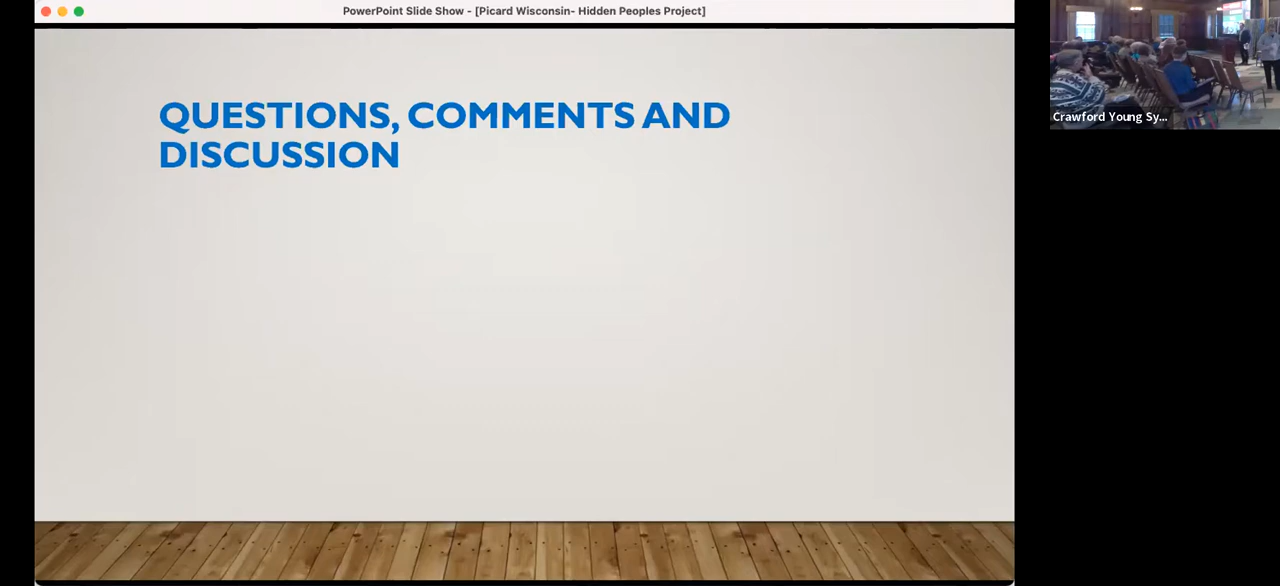 PowerPoint Slide Show - [Picard Wisconsin- Hidden Peoples Project]
QUESTIONS, COMMENTS AND
DISCUSSION
Crawford Young Sy...